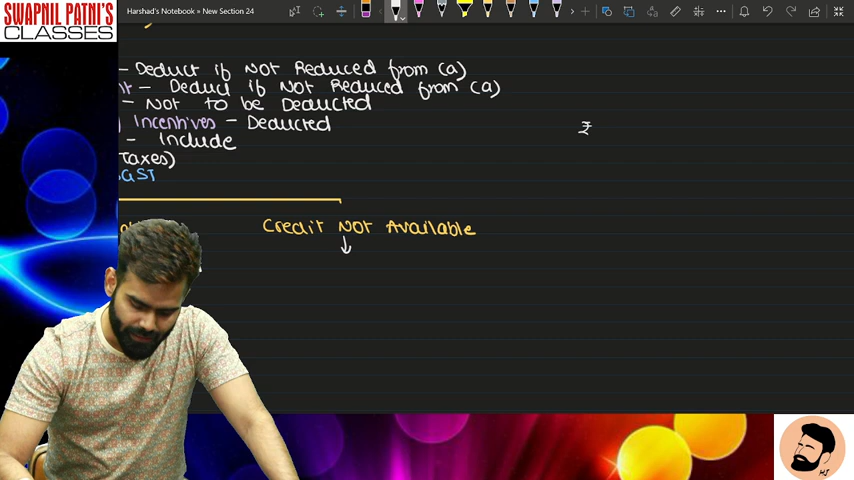 SWAPNIL PATNI'S
CLASSES
Harshad's Notebook » New Section 24
- Deduct if Not Reduced from (a)
nt - Deduct if Not Reduced from (a)
- Not to be Deducted
) Incentives - Deducted
- Include
Taxes)
GST
₹
Credit Not Available
HS